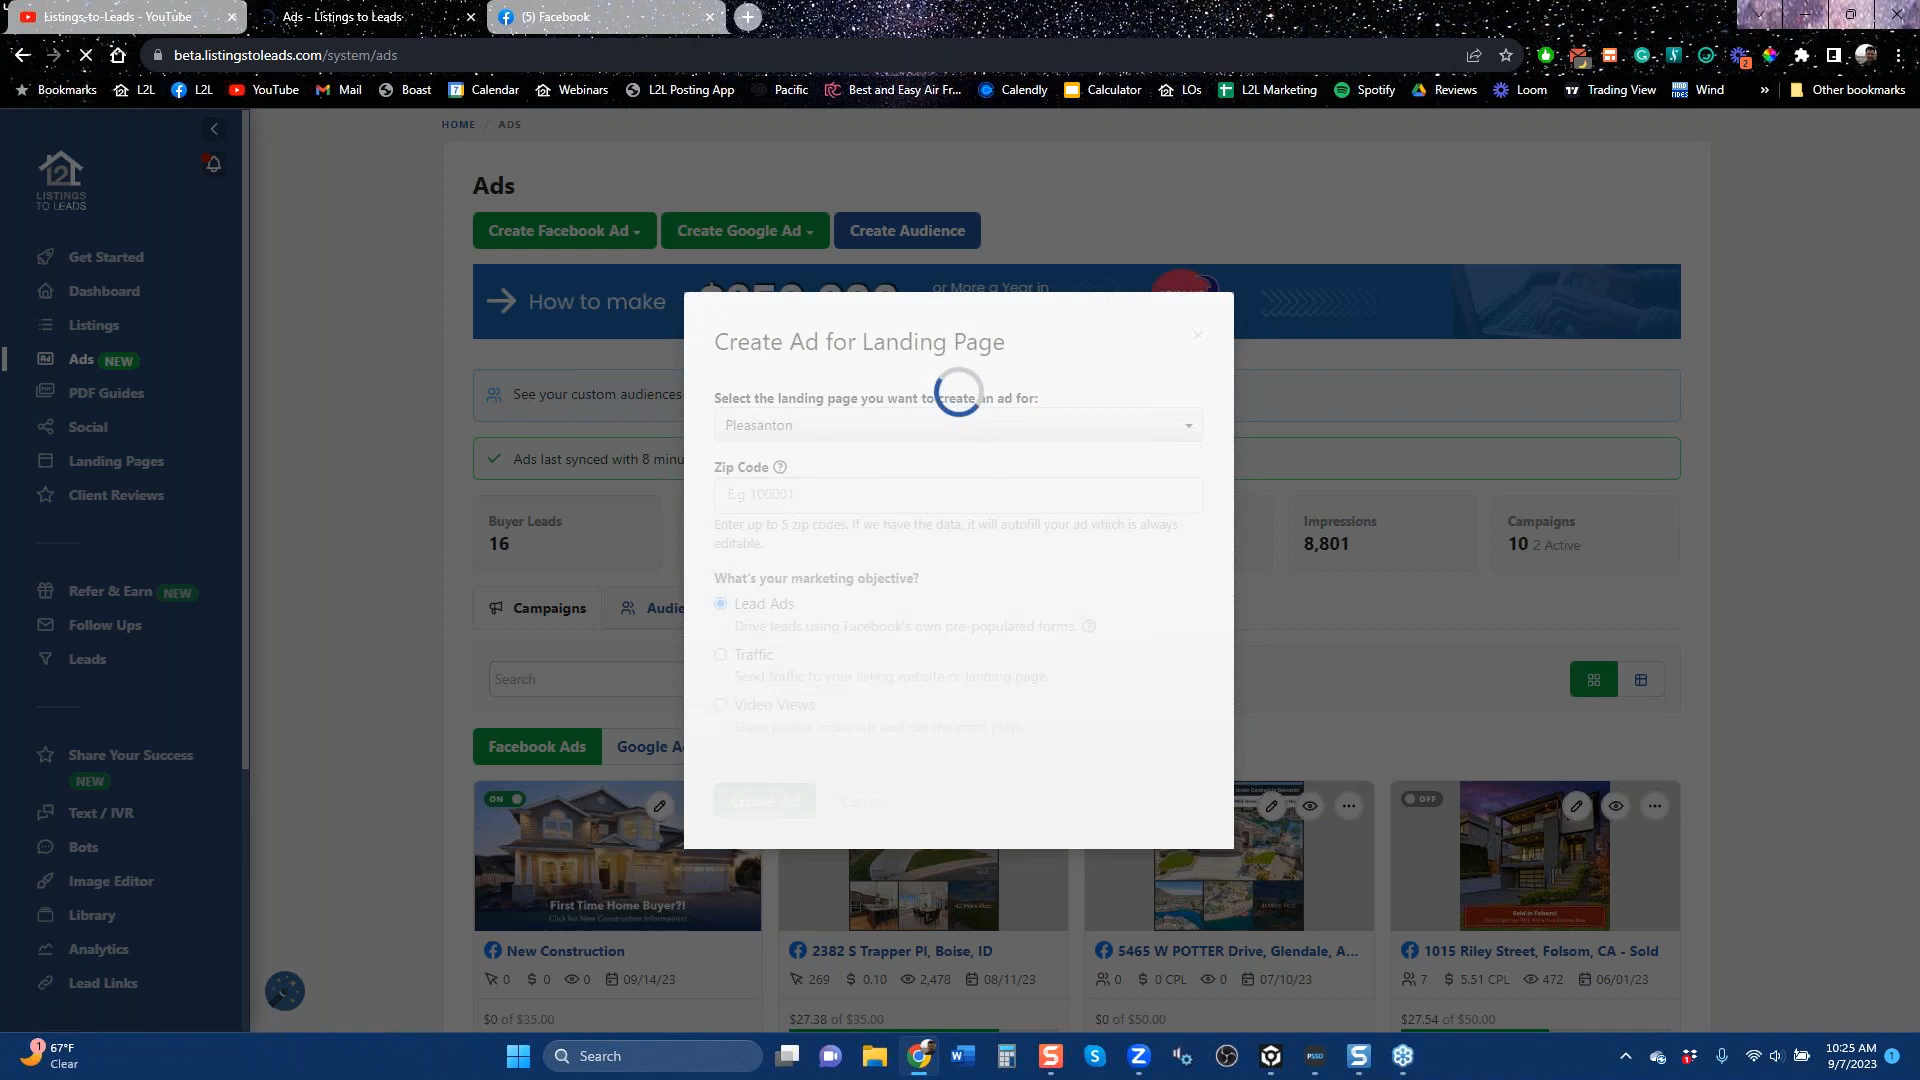 Listings-to-Leads - YouTube
Ads - Listings to Leads
(5) Facebook
beta.listingstoleads.com/system/ads
Bookmarks
L2L
L2L
YouTube
Mail
Boast
Calendar
Webinars
L2L Posting App
Pacific
Best and Easy Air Fr...
Calendly
Calculator
LOs
L2L Marketing
Spotify
Reviews
Loom
Trading View
Wind
»
Other bookmarks
HOME / ADS
L2L
LISTINGS
TO LEADS
Get Started
Dashboard
Listings
Ads NEW
PDF Guides
Social
Landing Pages
Client Reviews
Refer & Earn NEW
Follow Ups
Leads
Share Your Success
NEW
Text / IVR
Bots
Image Editor
Library
Analytics
Lead Links
Ads
Create Facebook Ad
Create Google Ad
Create Audience
How to make
or More a Year in
See your custom audiences
Ads last synced with 8 minu
Buyer Leads
16
Impressions
8,801
Campaigns
10 2 Active
Campaigns
Audie
Search
Facebook Ads
Google A
Create Ad for Landing Page
Select the landing page you want to create an ad for:
Pleasanton
Zip Code
E.g 100001
Enter up to 5 zip codes. If we have the data, it will autofill your ad which is always
editable.
What's your marketing objective?
Lead Ads
Drive leads using Facebook's own pre-populated forms.
Traffic
Send traffic to your listing website or landing page.
Video Views
Show people video ads and get the most plays.
Create Ad
Cancel
ON
First Time Home Buyer?!
Click for New Construction Information!
New Construction
0 $ 0 0 09/14/23
$0 of $35.00
42 More Pics!
2382 S Trapper Pl, Boise, ID
269 $ 0.10 2,478 08/11/23
$27.38 of $35.00
5465 W POTTER Drive, Glendale, A...
0 $ 0 CPL 0 07/10/23
$0 of $50.00
OFF
Sold in Folsom!
1015 Riley Street, Folsom, CA - Sold
7 $ 5.51 CPL 472 06/01/23
$27.54 of $50.00
67°F
Clear
Search
10:25 AM
9/7/2023